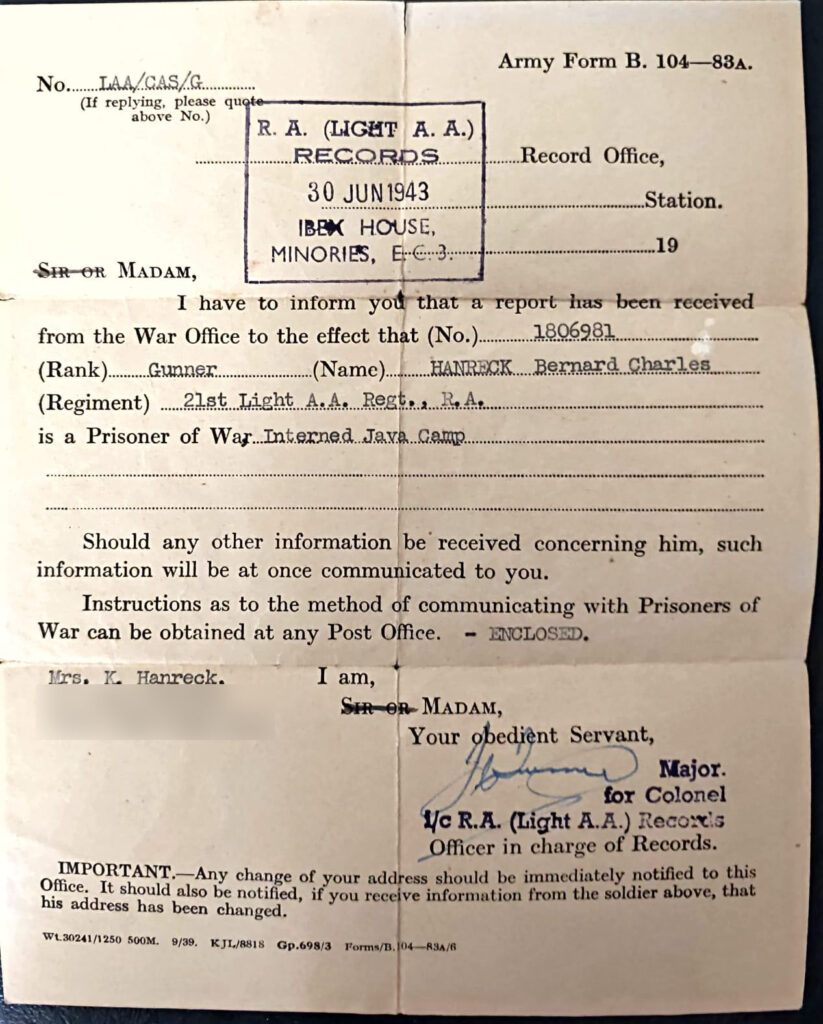 Army Form B. 104—83A.
No. LAA/CAS/G
(If replying, please quote
above No.)
R. A. (LIGHT A. A.)
RECORDS
30 JUN 1943
IBEX HOUSE,
MINORIES, E.C.3.
Record Office,
Station.
19
SIR OR MADAM,
I have to inform you that a report has been received
from the War Office to the effect that (No.) 1806981
(Rank) Gunner (Name) HANRECK Bernard Charles
(Regiment) 21st Light A.A. Regt., R.A.
is a Prisoner of War Interned Java Camp
Should any other information be received concerning him, such
information will be at once communicated to you.
Instructions as to the method of communicating with Prisoners of
War can be obtained at any Post Office. - ENCLOSED.
Mrs. K. Hanreck.
I am,
SIR OR MADAM,
Your obedient Servant,
Major.
for Colonel
i/c R.A. (Light A.A.) Records
Officer in charge of Records.
IMPORTANT.—Any change of your address should be immediately notified to this
Office. It should also be notified, if you receive information from the soldier above, that
his address has been changed.
Wt.30241/1250 500M. 9/39. KJL/8818 Gp.698/3 Forms/B.104—83A/6